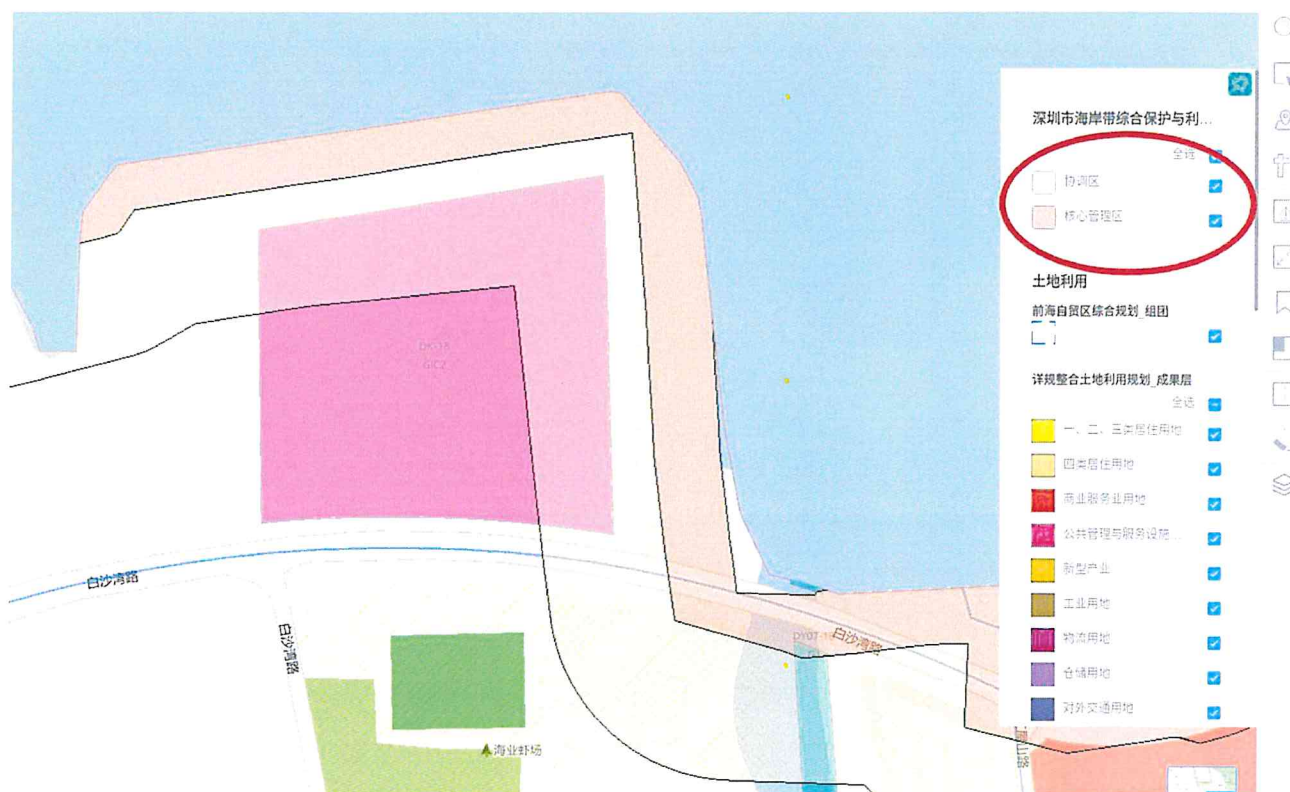 深圳市海岸带综合保护与利...
全选
协调区
核心管理区
土地利用
前海自贸区综合规划_组团
详规整合土地利用规划_成果层
全选
一、二、三类居住用地
四类居住用地
商业服务业用地
公共管理与服务设施...
新型产业
工业用地
物流用地
仓储用地
对外交通用地
GIC2
白沙湾路
白沙湾路
白沙湾路
海业虾场